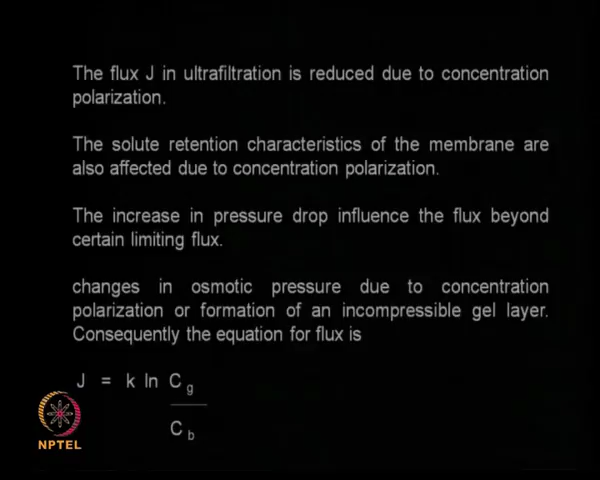 The flux J in ultrafiltration is reduced due to concentration
polarization.
The solute retention characteristics of the membrane are
also affected due to concentration polarization.
The increase in pressure drop influence the flux beyond
certain limiting flux.
changes in osmotic pressure due to concentration
polarization or formation of an incompressible gel layer.
Consequently the equation for flux is
J = k ln C g
C b
NPTEL